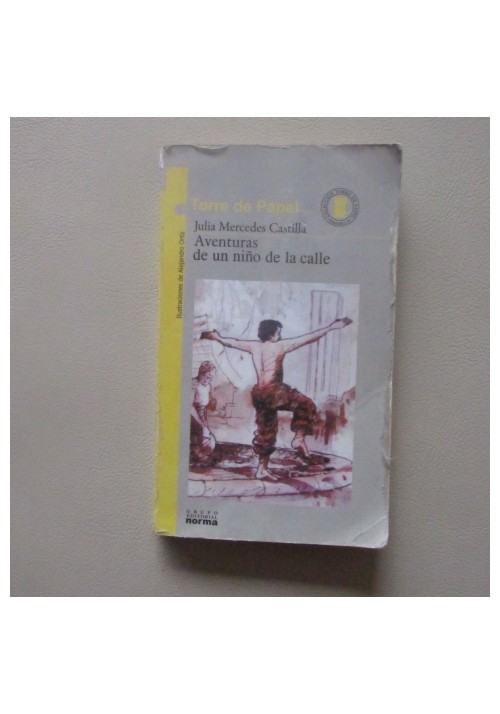 Torre de Papel
Julia Mercedes Castilla
Aventuras
de un niño de la calle
Ilustraciones de Alejandro Ortiz
GRUPO
EDITORIAL
norma